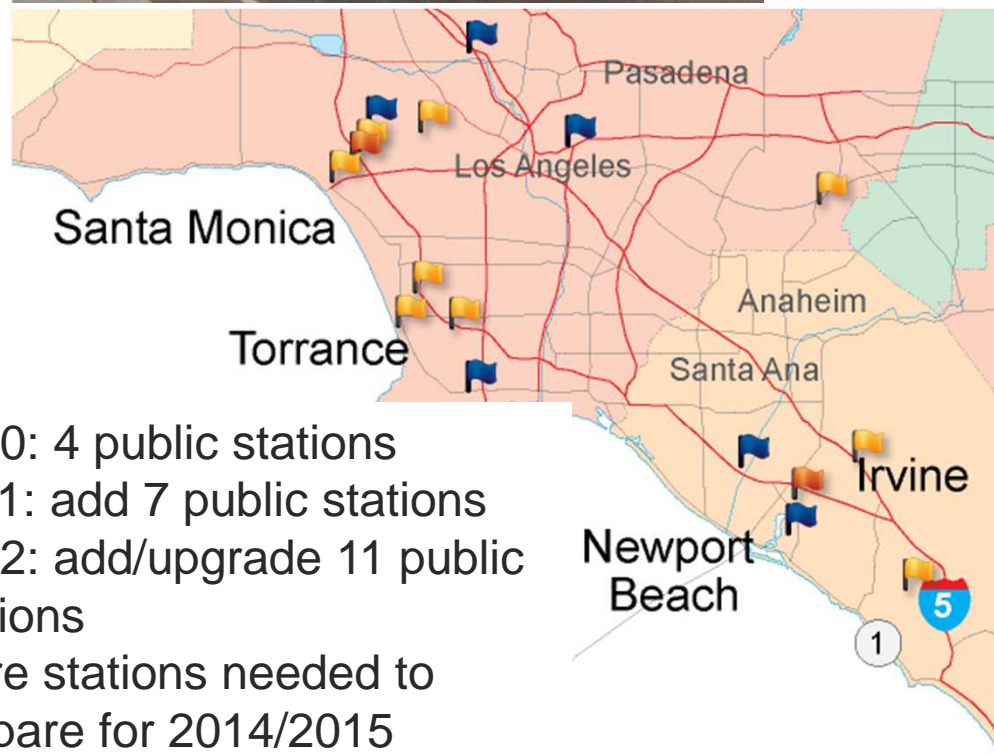 Pasadena
Los Angeles
Santa Monica
Anaheim
Torrance
Santa Ana
0: 4 public stations
1: add 7 public stations
2: add/upgrade 11 public
ions
re stations needed to
pare for 2014/2015
Irvine
Newport
Beach
5
1